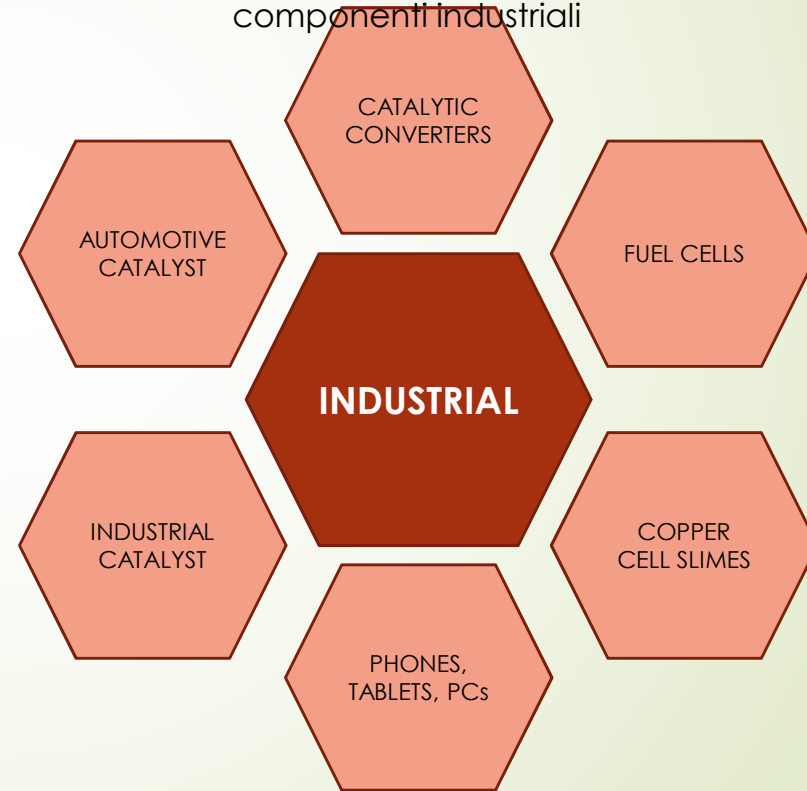 componenti industriali
CATALYTIC
CONVERTERS
AUTOMOTIVE
CATALYST
FUEL CELLS
INDUSTRIAL
INDUSTRIAL
CATALYST
COPPER
CELL SLIMES
PHONES,
TABLETS, PCs